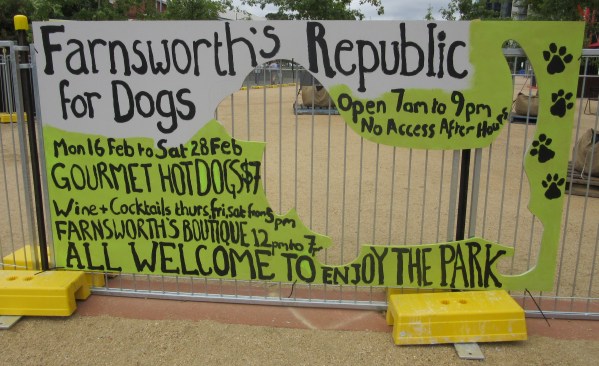 Farnsworth's Republic
for Dogs
Open 7am to 9pm
No Access After Hours
Mon 16 Feb to Sat 28 Feb
GOURMET HOTDOGS $7
Wine + Cocktails thurs, fri, sat from 5pm
FARNSWORTH'S BOUTIQUE 12pm to 7
ALL WELCOME TO ENJOY THE PARK